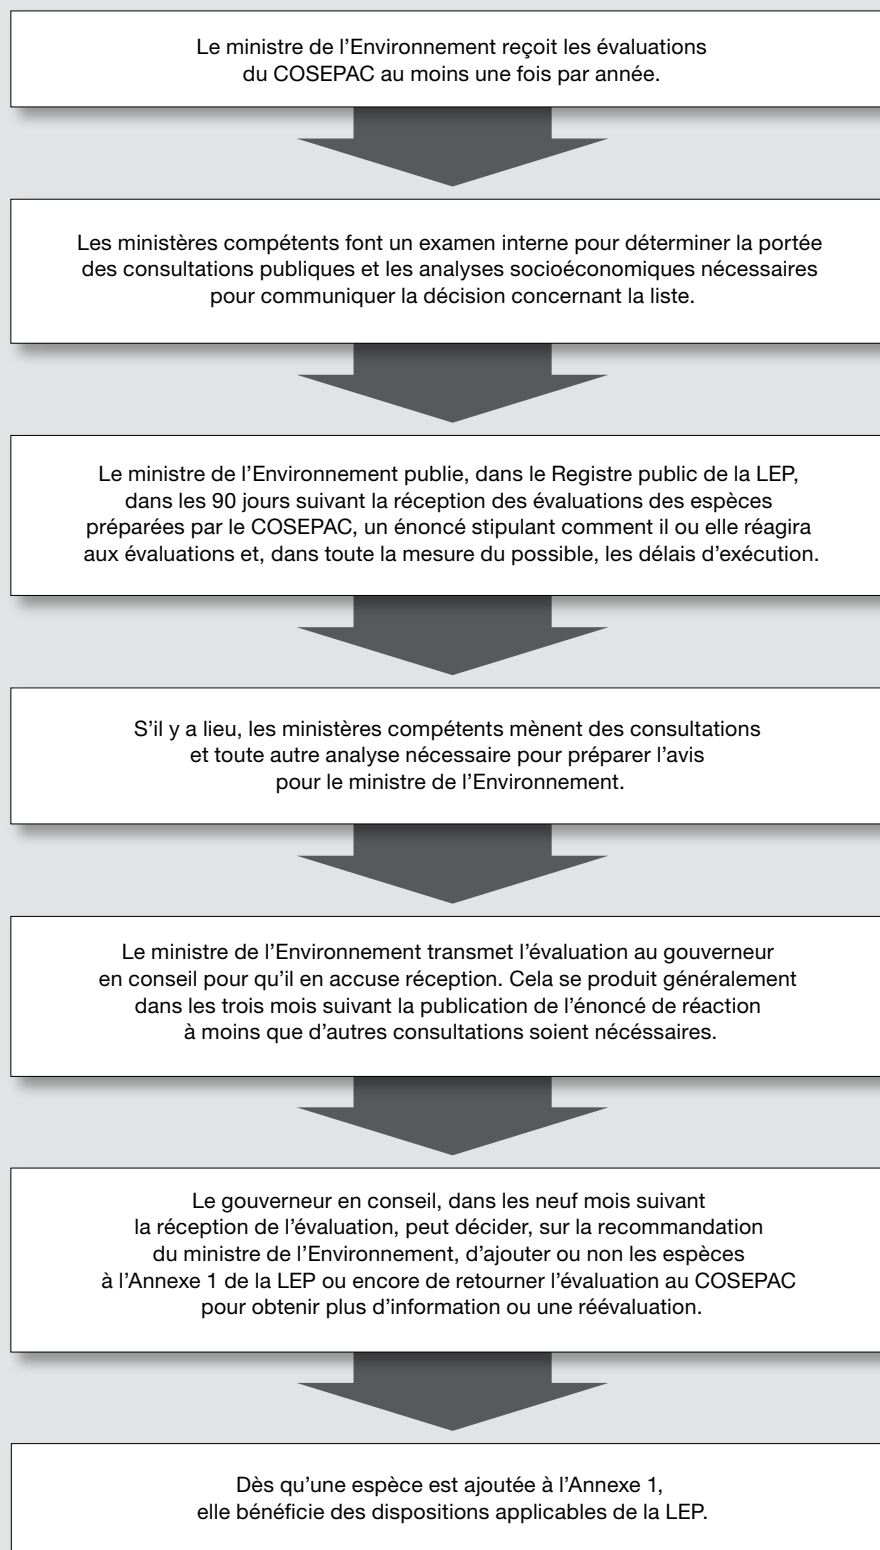 Le ministre de l’Environnement reçoit les évaluations
du COSEPAC au moins une fois par année.
Les ministères compétents font un examen interne pour déterminer la portée
des consultations publiques et les analyses socioéconomiques nécessaires
pour communiquer la décision concernant la liste.
Le ministre de l’Environnement publie, dans le Registre public de la LEP,
dans les 90 jours suivant la réception des évaluations des espèces
préparées par le COSEPAC, un énoncé stipulant comment il ou elle réagira
aux évaluations et, dans toute la mesure du possible, les délais d’exécution.
S’il y a lieu, les ministères compétents mènent des consultations
et toute autre analyse nécessaire pour préparer l’avis
pour le ministre de l’Environnement.
Le ministre de l’Environnement transmet l’évaluation au gouverneur
en conseil pour qu’il en accuse réception. Cela se produit généralement
dans les trois mois suivant la publication de l’énoncé de réaction
à moins que d’autres consultations soient nécéssaires.
Le gouverneur en conseil, dans les neuf mois suivant
la réception de l’évaluation, peut décider, sur la recommandation
du ministre de l’Environnement, d’ajouter ou non les espèces
à l’Annexe 1 de la LEP ou encore de retourner l’évaluation au COSEPAC
pour obtenir plus d’information ou une réévaluation.
Dès qu’une espèce est ajoutée à l’Annexe 1,
elle bénéficie des dispositions applicables de la LEP.